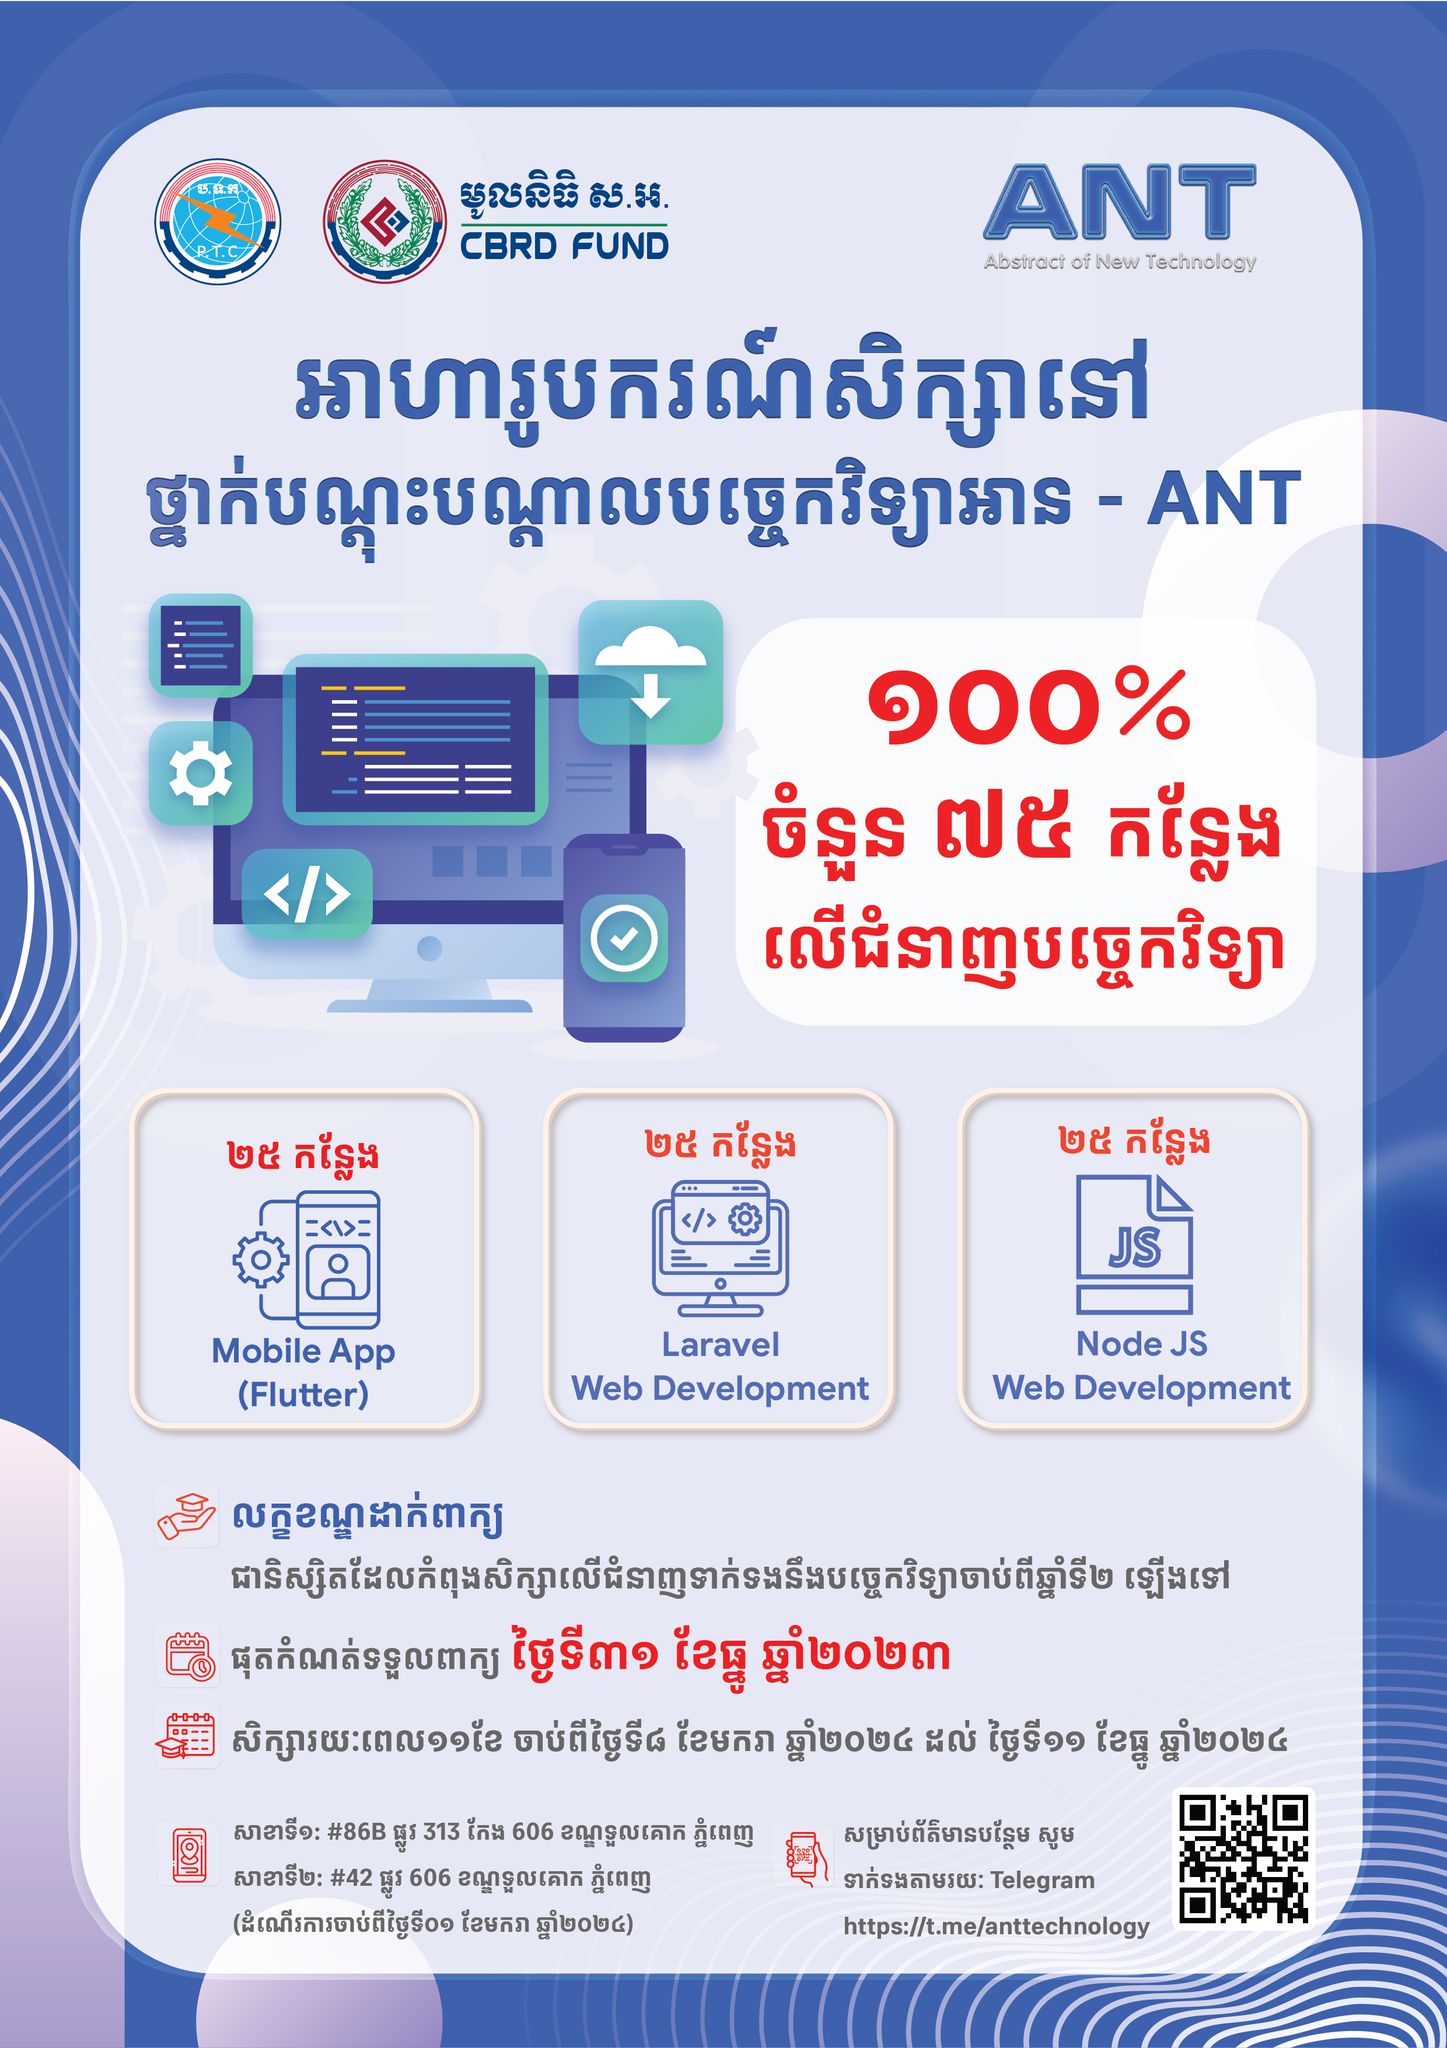 ប.ទ.ក
P.T.C
មូលនិធិ ស.អ.
CBRD FUND
ANT
Abstract of New Technology
អាហារូបករណ៍សិក្សានៅ
ថ្នាក់បណ្តុះបណ្តាលបច្ចេកវិទ្យាអាន - ANT
១០០%
ចំនួន ៧៥ កន្លែង
លើជំនាញបច្ចេកវិទ្យា
២៥ កន្លែង
Mobile App
(Flutter)
២៥ កន្លែង
Laravel
Web Development
២៥ កន្លែង
JS
Node JS
Web Development
លក្ខខណ្ឌដាក់ពាក្យ
ជានិស្សិតដែលកំពុងសិក្សាលើជំនាញទាក់ទងនឹងបច្ចេកវិទ្យាចាប់ពីឆ្នាំទី២ ឡើងទៅ
ផុតកំណត់ទទួលពាក្យ ថ្ងៃទី៣១ ខែធ្នូ ឆ្នាំ២០២៣
សិក្សារយ:ពេល១១ខែ ចាប់ពីថ្ងៃទី៨ ខែមករា ឆ្នាំ២០២៤ ដល់ ថ្ងៃទី១១ ខែធ្នូ ឆ្នាំ២០២៤
សាខាទី១: #86B ផ្លូវ 313 កែង 606 ខណ្ឌទួលគោក ភ្នំពេញ
សាខាទី២: #42 ផ្លូវ 606 ខណ្ឌទួលគោក ភ្នំពេញ
(ដំណើរការចាប់ពីថ្ងៃទី០១ ខែមករា ឆ្នាំ២០២៤)
សម្រាប់ព័ត៌មានបន្ថែម សូម
ទាក់ទងតាមរយ: Telegram
https://t.me/anttechnology